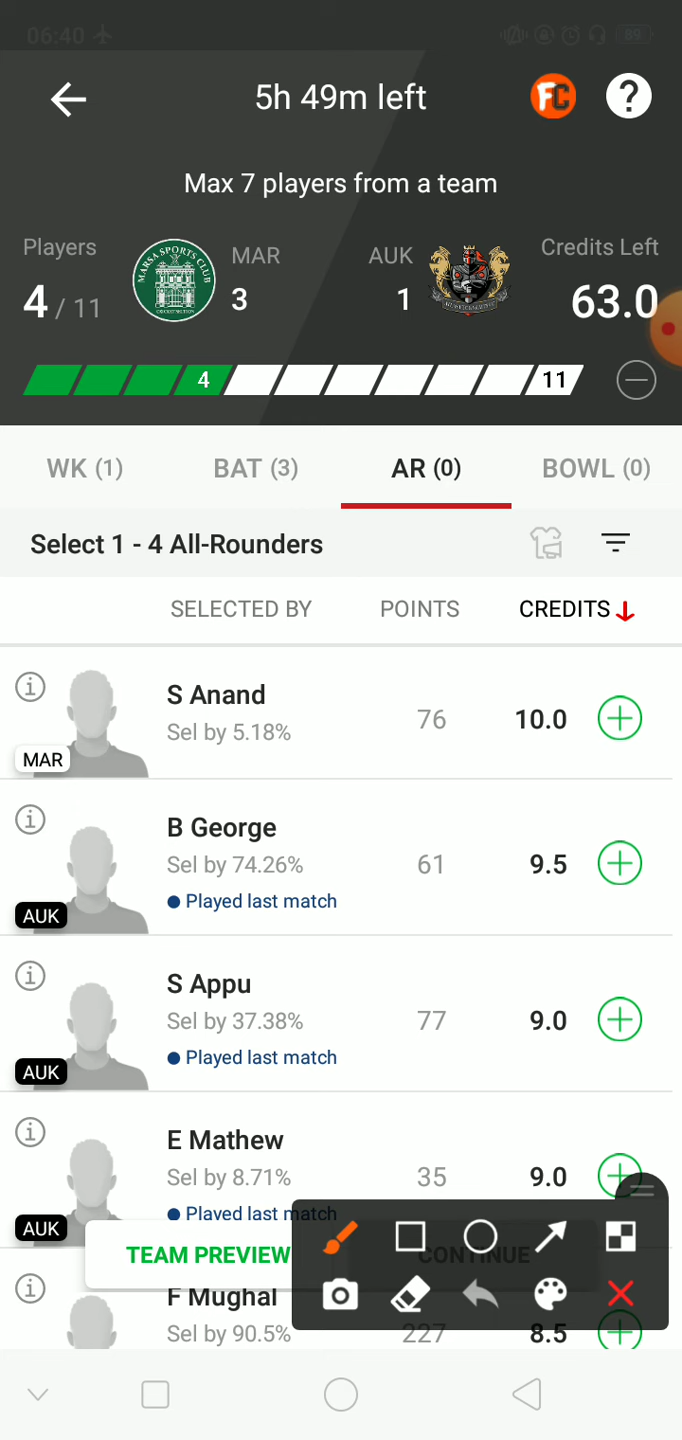 06:40
89
5h 49m left
FC
?
Max 7 players from a team
Players
MAR
AUK
Credits Left
4 / 11
3
1
63.0
MARSA SPORTS CLUB
4
11
WK (1)
BAT (3)
AR (0)
BOWL (0)
Select 1 - 4 All-Rounders
SELECTED BY
POINTS
CREDITS
S Anand
Sel by 5.18%
76
10.0
MAR
B George
Sel by 74.26%
61
9.5
Played last match
AUK
S Appu
Sel by 37.38%
77
9.0
Played last match
AUK
E Mathew
Sel by 8.71%
35
9.0
Played last match
AUK
TEAM PREVIEW
CONTINUE
F Mughal
Sel by 90.5%
227
8.5